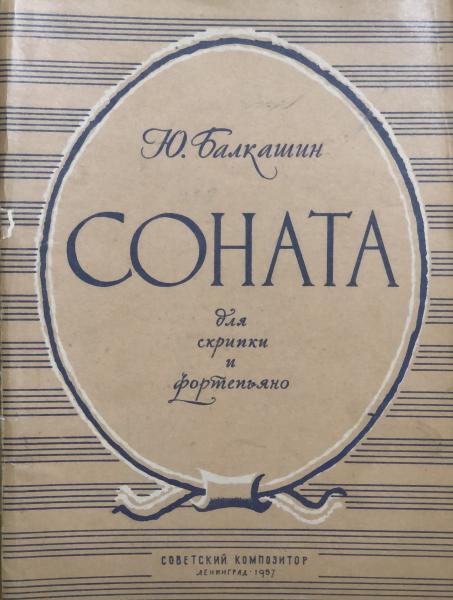 Ю. Балкашин
СОНАТА
для
скрипки
и
фортепьяно
СОВЕТСКИЙ КОМПОЗИТОР
ЛЕНИНГРАД • 1957